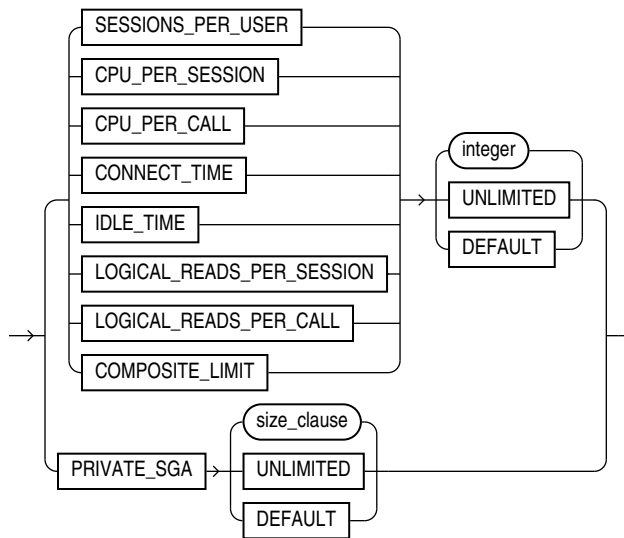 SESSIONS_PER_USER
CPU_PER_SESSION
CPU_PER_CALL
CONNECT_TIME
IDLE_TIME
LOGICAL_READS_PER_SESSION
LOGICAL_READS_PER_CALL
COMPOSITE_LIMIT
integer
UNLIMITED
DEFAULT
PRIVATE_SGA
size_clause
UNLIMITED
DEFAULT